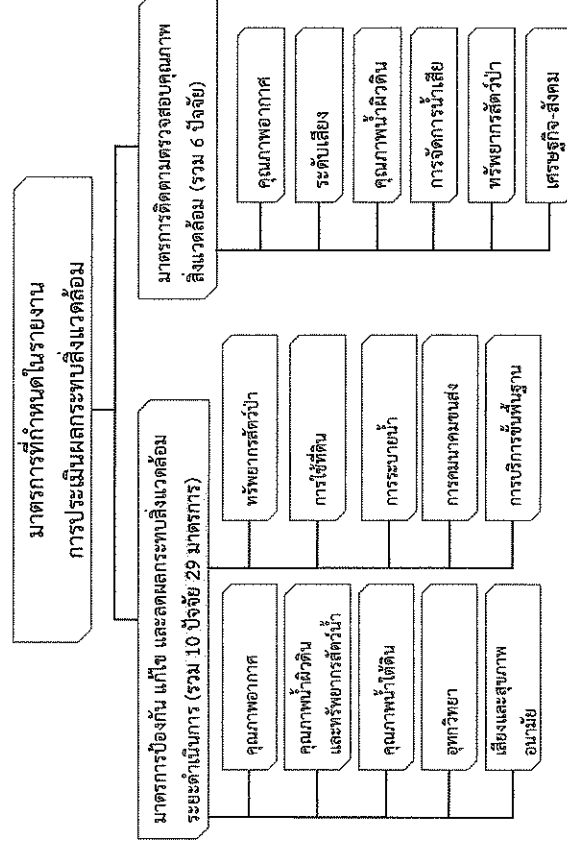 มาตรการที่กำหนดในรายงาน
การประเมินผลกระทบสิ่งแวดล้อม
มาตรการป้องกัน แก้ไข และลดผลกระทบสิ่งแวดล้อม
ระยะดำเนินการ (รวม 10 ปัจจัย 29 มาตรการ)
คุณภาพอากาศ
คุณภาพน้ำผิวดิน
และทรัพยากรสัตว์น้ำ
คุณภาพน้ำใต้ดิน
อุทกวิทยา
เสียงและสุขภาพ
อนามัย
ทรัพยากรสัตว์ป่า
การใช้ที่ดิน
การระบายน้ำ
การคมนาคมขนส่ง
การบริการขั้นพื้นฐาน
มาตรการติดตามตรวจสอบคุณภาพ
สิ่งแวดล้อม (รวม 6 ปัจจัย)
คุณภาพอากาศ
ระดับเสียง
คุณภาพน้ำผิวดิน
การจัดการน้ำเสีย
ทรัพยากรสัตว์ป่า
เศรษฐกิจ-สังคม